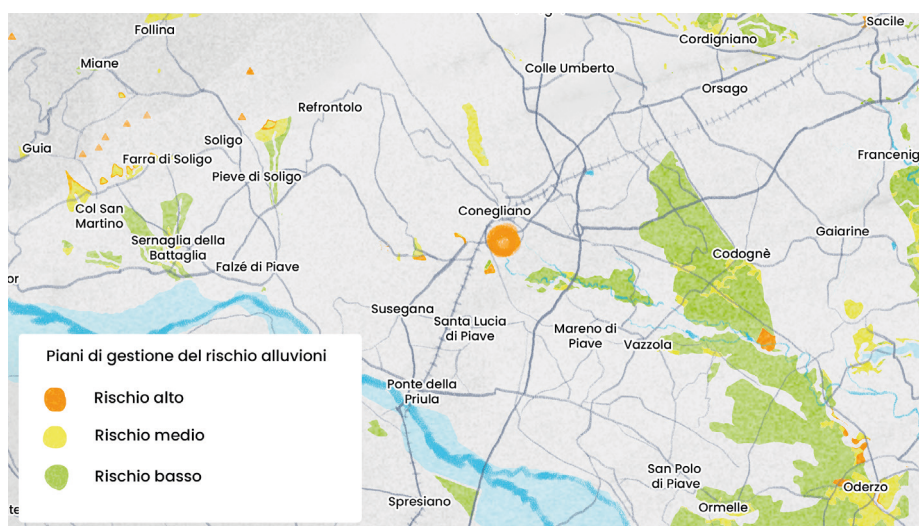 Follina
Sacile
Cordigniano
Miane
Colle Umberto
Orsago
Refrontolo
Soligo
Guia
Farra di Soligo
Francenig
Pieve di Soligo
Col San
Martino
Conegliano
Gaiarine
Sernaglia della
Battaglia
Codognè
Falzé di Piave
or
Susegana
Santa Lucia
di Piave
Mareno di
Piave
Vazzola
Piani di gestione del rischio alluvioni
Rischio alto
Rischio medio
Rischio basso
Ponte della
Priula
San Polo
di Piave
Oderzo
Spresiano
Ormelle
te